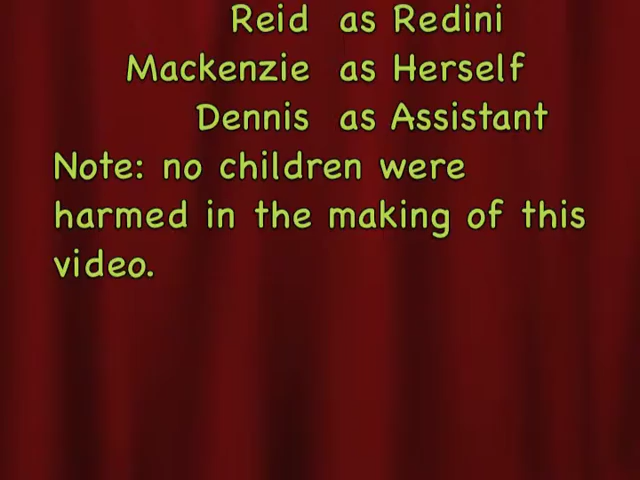 Reid as Redini
Mackenzie as Herself
Dennis as Assistant
Note: no children were
harmed in the making of this
video.